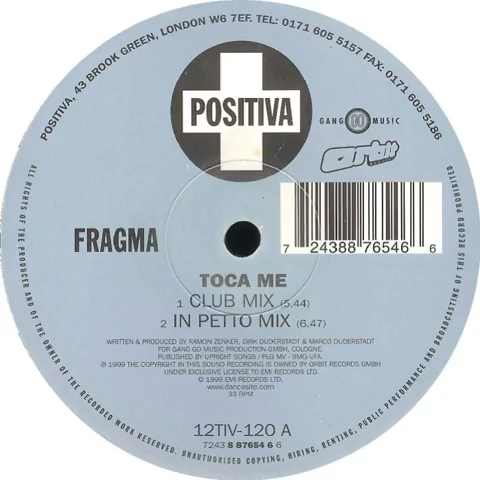 POSITIVA, 43 BROOK GREEN, LONDON W6 7EF. TEL: 0171 605 5157 FAX: 0171 605 5186
POSITIVA
GANG GO MUSIC
orbit
7 24388 76546 6
FRAGMA
TOCA ME
1 CLUB MIX (5.44)
2 IN PETTO MIX (6.47)
WRITTEN & PRODUCED BY RAMON ZENKER, DIRK DUDERSTADT & MARCO DUDERSTADT
FOR GANG GO MUSIC PRODUCTION GMBH, COLOGNE.
PUBLISHED BY UPRIGHT SONGS / PLG MV - BMG-UFA.
℗ 1999 THE COPYRIGHT IN THIS SOUND RECORDING IS OWNED BY ORBIT RECORDS GMBH
UNDER EXCLUSIVE LICENSE TO EMI RECORDS LTD.
© 1999 EMI RECORDS LTD.
www.dancesite.com
33 RPM
12TIV-120 A
7243 8 87654 6 6
ALL RIGHTS OF THE PRODUCER AND OF THE OWNER OF THE RECORDED WORK RESERVED. UNAUTHORISED COPYING, HIRING, RENTING, PUBLIC PERFORMANCE AND BROADCASTING OF THIS RECORD PROHIBITED